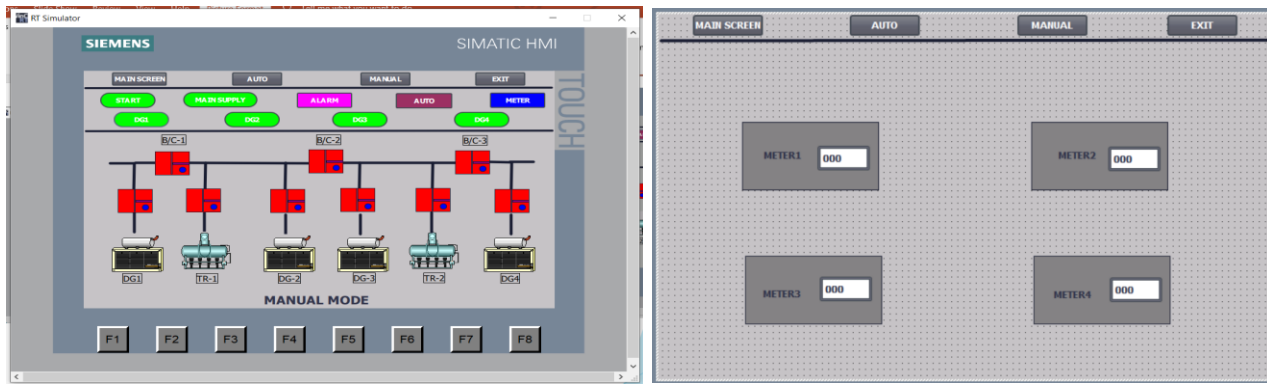 RT Simulator
SIEMENS
SIMATIC HMI
TOUCH
MAIN SCREEN AUTO MANUAL EXIT
START MAIN SUPPLY ALARM AUTO METER
DG1 DG2 DG3 DG4
B/C-1 B/C-2 B/C-3
DG1 TR-1 DG-2 DG-3 TR-2 DG4
MANUAL MODE
F1 F2 F3 F4 F5 F6 F7 F8
MAIN SCREEN AUTO MANUAL EXIT
METER1 000 METER2 000
METER3 000 METER4 000